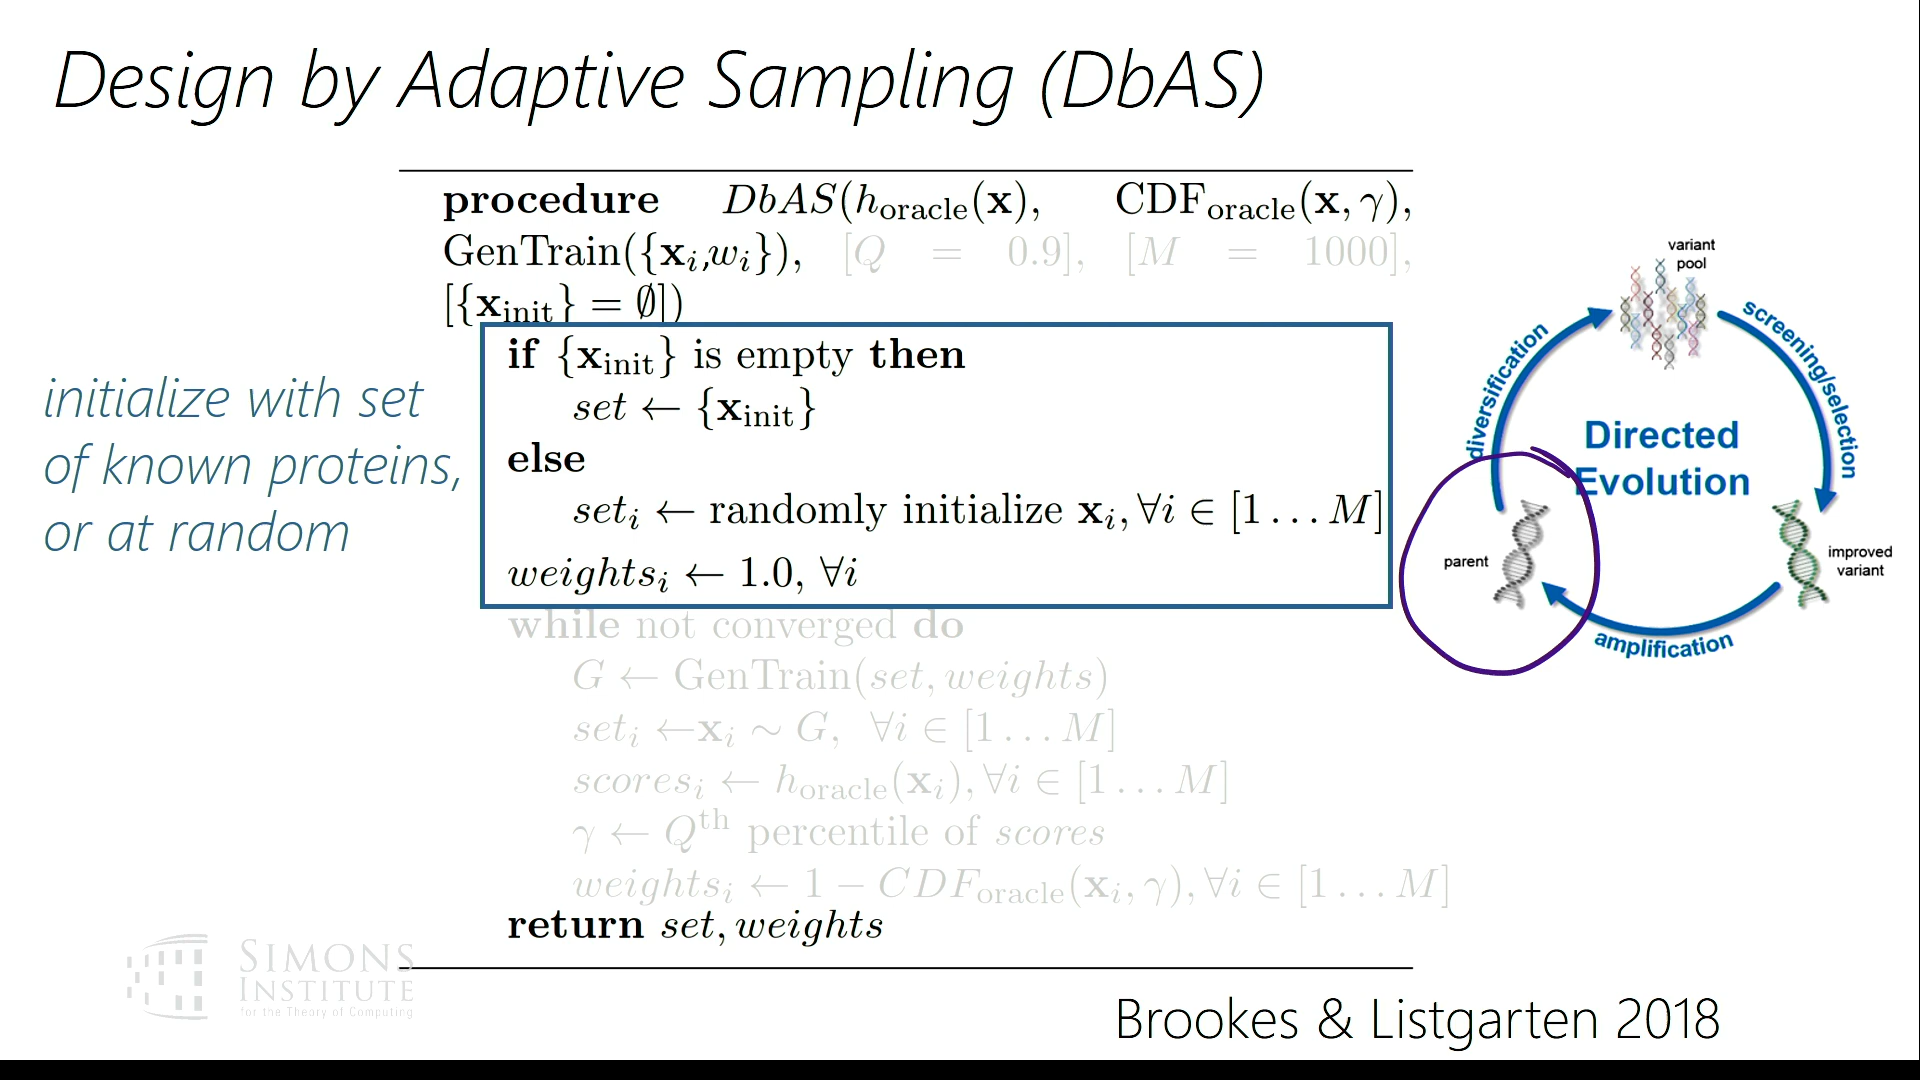 Design by Adaptive Sampling (DbAS)
procedure DbAS(h_oracle(x), CDF_oracle(x, γ),
GenTrain({x_i,w_i}), [Q = 0.9], [M = 1000],
[{x_init} = ∅])
if {x_init} is empty then
set ← {x_init}
else
set_i ← randomly initialize x_i, ∀i ∈ [1 . . . M]
weights_i ← 1.0, ∀i
while not converged do
G ← GenTrain(set, weights)
set_i ←x_i ∼ G, ∀i ∈ [1 . . . M]
scores_i ← h_oracle(x_i), ∀i ∈ [1 . . . M]
γ ← Q^th percentile of scores
weights_i ← 1 − CDF_oracle(x_i, γ), ∀i ∈ [1 . . . M]
return set, weights
initialize with set
of known proteins,
or at random
variant
pool
diversification
screening/selection
Directed
Evolution
parent
improved
variant
amplification
SIMONS
INSTITUTE
for the Theory of Computing
Brookes & Listgarten 2018